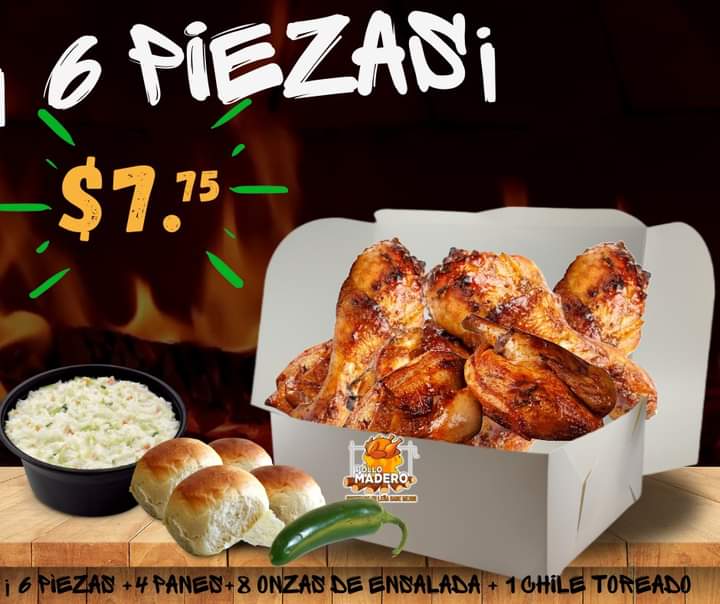 ¡ 6 PiEZAS¡
$7.75
POLLO
MADERO
¡ 6 PiEZAS +4 PANES+8 ONZAS DE ENSALADA + 1 CHILE TOREADO